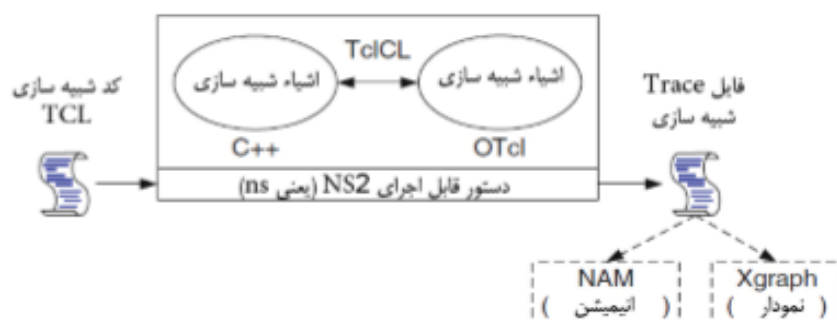 کد شبیه سازی
TCL
اشیاء شبیه سازی
C++
TclCL
اشیاء شبیه سازی
OTcl
دستور قابل اجرای NS2 (یعنی ns)
فایل Trace
شبیه سازی
NAM
( انیمیشن )
Xgraph
( نمودار )